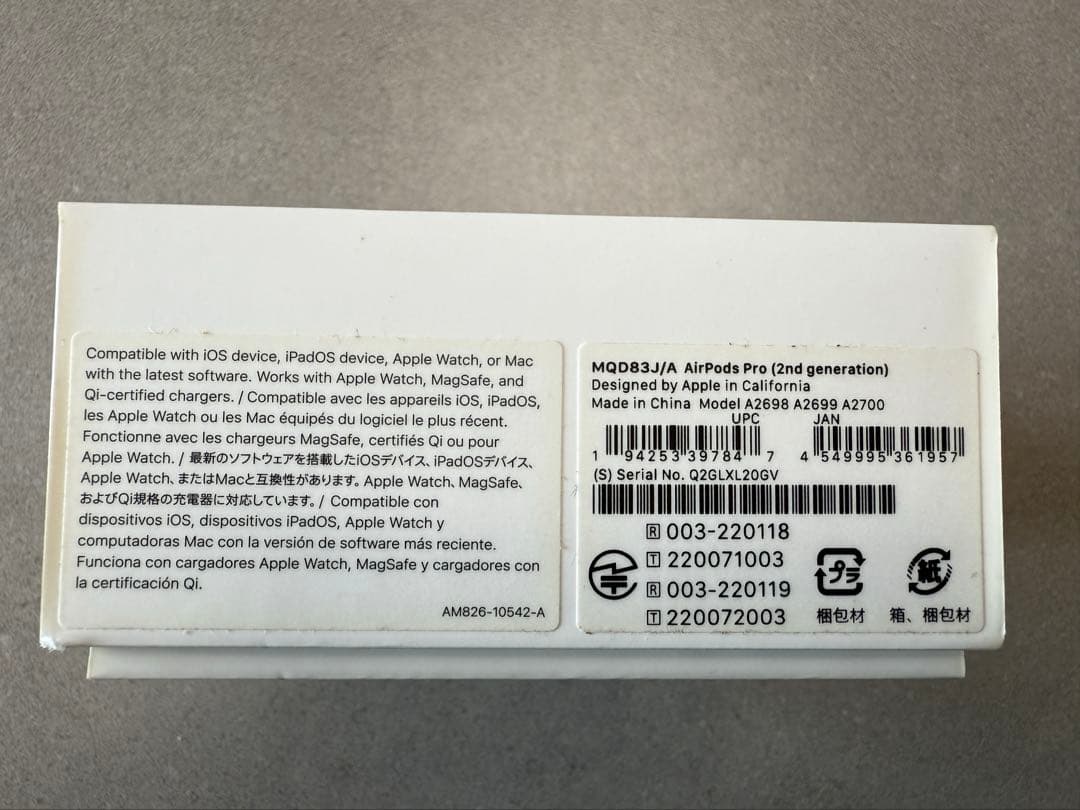 Compatible with iOS device, iPadOS device, Apple Watch, or Mac
with the latest software. Works with Apple Watch, MagSafe, and
Qi-certified chargers. / Compatible avec les appareils iOS, iPadOS,
les Apple Watch ou les Mac équipés du logiciel le plus récent.
Fonctionne avec les chargeurs MagSafe, certifiés Qi ou pour
Apple Watch. / 最新のソフトウェアを搭載したiOSデバイス、iPadOSデバイス、
Apple Watch、またはMacと互換性があります。Apple Watch、MagSafe、
およびQi規格の充電器に対応しています。/ Compatible con
dispositivos iOS, dispositivos iPadOS, Apple Watch y
computadoras Mac con la versión de software más reciente.
Funciona con cargadores Apple Watch, MagSafe y cargadores con
la certificación Qi.
AM826-10542-A
MQD83J/A AirPods Pro (2nd generation)
Designed by Apple in California
Made in China Model A2698 A2699 A2700
UPC JAN
1 94253 39784 7 4 549995 361957
(S) Serial No. Q2GLXL20GV
R 003-220118
T 220071003
R 003-220119
T 220072003
プラ
梱包材
紙
箱、梱包材